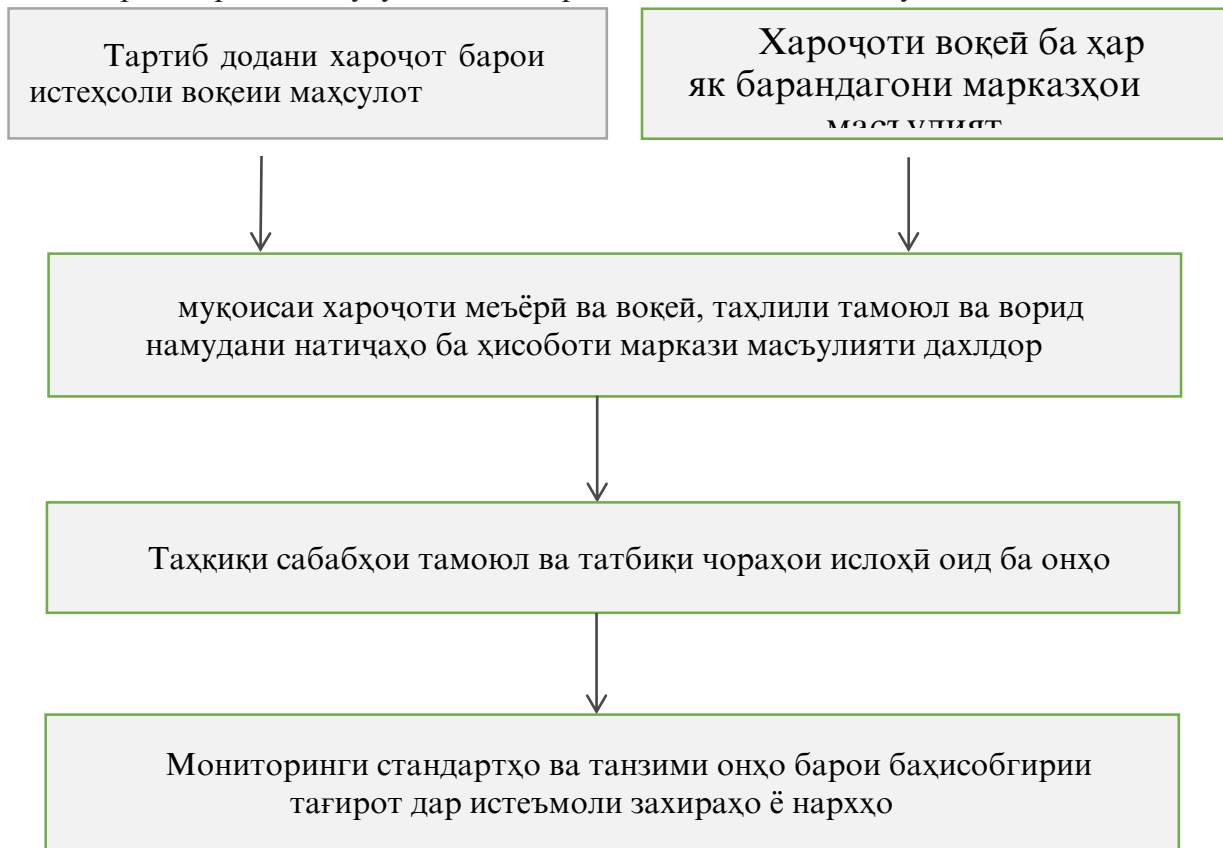 Тартиб додани хароҷот барои
истеҳсоли воқеии маҳсулот
Хароҷоти воқеӣ ба ҳар
як барандагони марказҳои
масъулият
муқоисаи хароҷоти меъёрӣ ва воқеӣ, таҳлили тамоюл ва ворид
намудани натиҷаҳо ба ҳисоботи маркази масъулияти дахлдор
Таҳқиқи сабабҳои тамоюл ва татбиқи чораҳои ислоҳӣ оид ба онҳо
Мониторинги стандартҳо ва танзими онҳо барои баҳисобгирии
тағирот дар истеъмоли захираҳо ё нархҳо